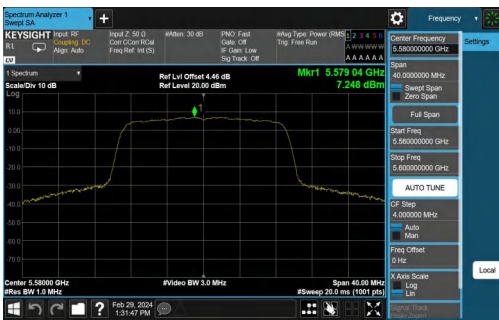 Spectrum Analyzer 1
Swept SA
Frequency
KEYSIGHT
RL
Input: RF
Coupling: DC
Align: Auto
Input Z: 50 Ω
Corr CCorr RCal
Freq Ref: Int (S)
#Atten: 30 dB
PNO: Fast
Gate: Off
IF Gain: Low
Sig Track: Off
#Avg Type: Power (RMS)
Trig: Free Run
1 2 3 4 5 6
A W W W W W
A A A A A A
LVI
1 Spectrum
Scale/Div 10 dB
Log
Ref Lvl Offset 4.46 dB
Ref Level 20.00 dBm
Mkr1 5.579 04 GHz
7.248 dBm
1
10.0
0.00
-10.0
-20.0
-30.0
-40.0
-50.0
-60.0
-70.0
Center 5.58000 GHz
#Res BW 1.0 MHz
#Video BW 3.0 MHz
Span 40.00 MHz
#Sweep 20.0 ms (1001 pts)
Feb 29, 2024
1:31:47 PM
Center Frequency
5.580000000 GHz
Span
40.0000000 MHz
Swept Span
Zero Span
Full Span
Start Freq
5.560000000 GHz
Stop Freq
5.600000000 GHz
AUTO TUNE
CF Step
4.000000 MHz
Auto
Man
Freq Offset
0 Hz
X Axis Scale
Log
Lin
Signal Track
Settings
Local